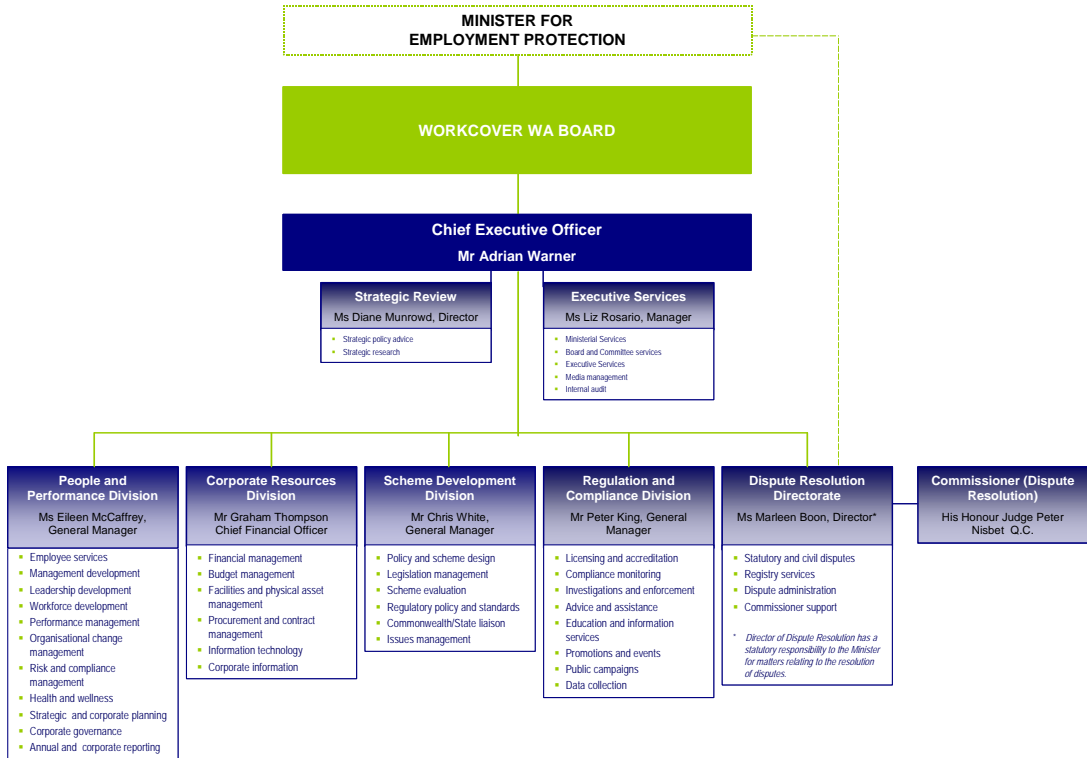 MINISTER FOR
EMPLOYMENT PROTECTION
WORKCOVER WA BOARD
Chief Executive Officer
Mr Adrian Warner
Strategic Review
Ms Diane Munrowd, Director
Strategic policy advice
Strategic research
Executive Services
Ms Liz Rosario, Manager
Ministerial Services
Board and Committee services
Executive Services
Media management
Internal audit
People and
Performance Division
Ms Eileen McCaffrey,
General Manager
Employee services
Management development
Leadership development
Workforce development
Performance management
Organisational change
management
Risk and compliance
management
Health and wellness
Strategic and corporate planning
Corporate governance
Annual and corporate reporting
Corporate Resources
Division
Mr Graham Thompson
Chief Financial Officer
Financial management
Budget management
Facilities and physical asset
management
Procurement and contract
management
Information technology
Corporate information
Scheme Development
Division
Mr Chris White,
General Manager
Policy and scheme design
Legislation management
Scheme evaluation
Regulatory policy and standards
Commonwealth/State liaison
Issues management
Regulation and
Compliance Division
Mr Peter King, General
Manager
Licensing and accreditation
Compliance monitoring
Investigations and enforcement
Advice and assistance
Education and information
services
Promotions and events
Public campaigns
Data collection
Dispute Resolution
Directorate
Ms Marleen Boon, Director*
Statutory and civil disputes
Registry services
Dispute administration
Commissioner support
* Director of Dispute Resolution has a
statutory responsibility to the Minister
for matters relating to the resolution
of disputes.
Commissioner (Dispute
Resolution)
His Honour Judge Peter
Nisbet Q.C.